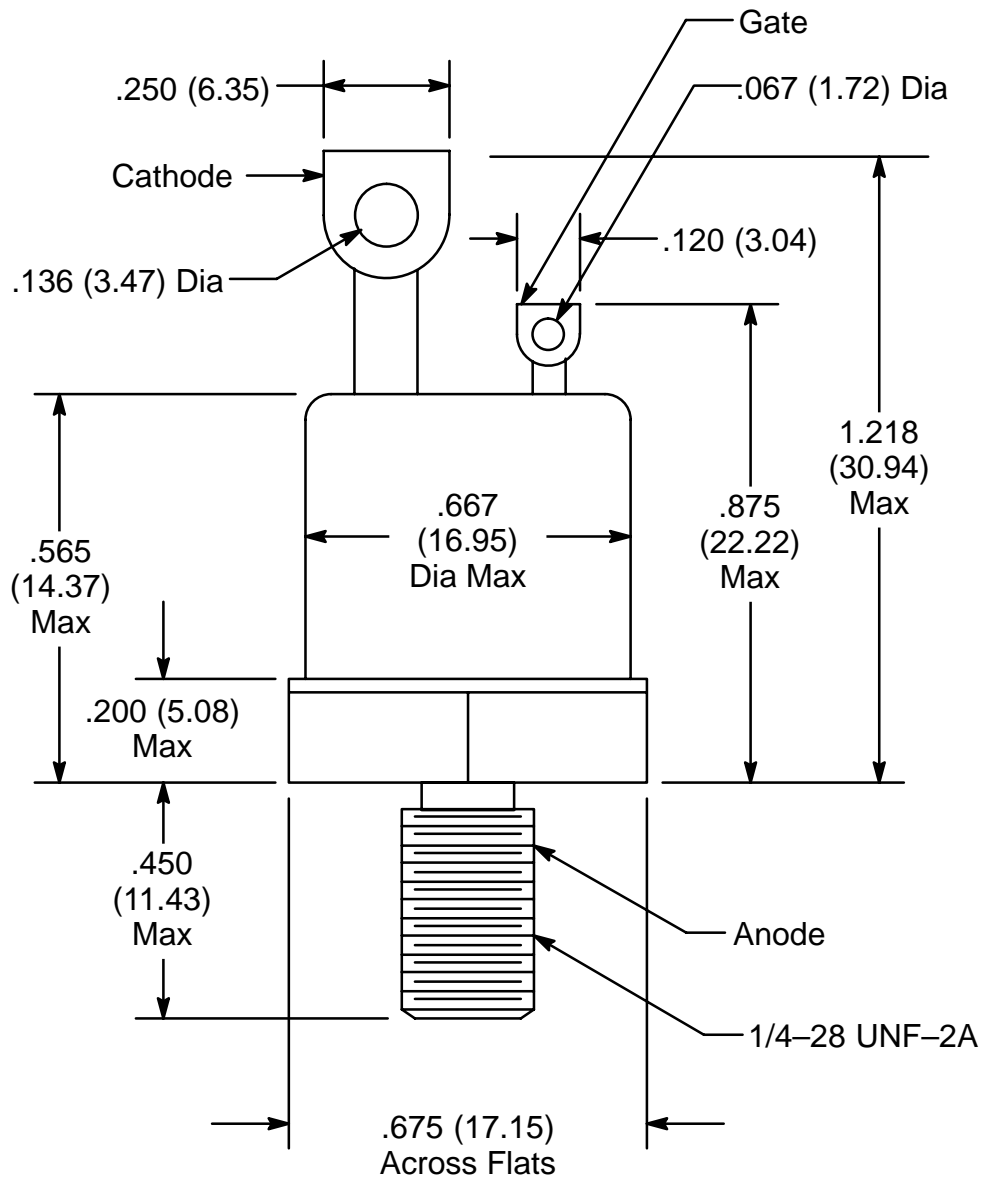 Gate
.250 (6.35)
.067 (1.72) Dia
Cathode
.120 (3.04)
.136 (3.47) Dia
1.218
(30.94)
Max
.667
(16.95)
Dia Max
.875
(22.22)
Max
.565
(14.37)
Max
.200 (5.08)
Max
.450
(11.43)
Max
Anode
1/4–28 UNF–2A
.675 (17.15)
Across Flats